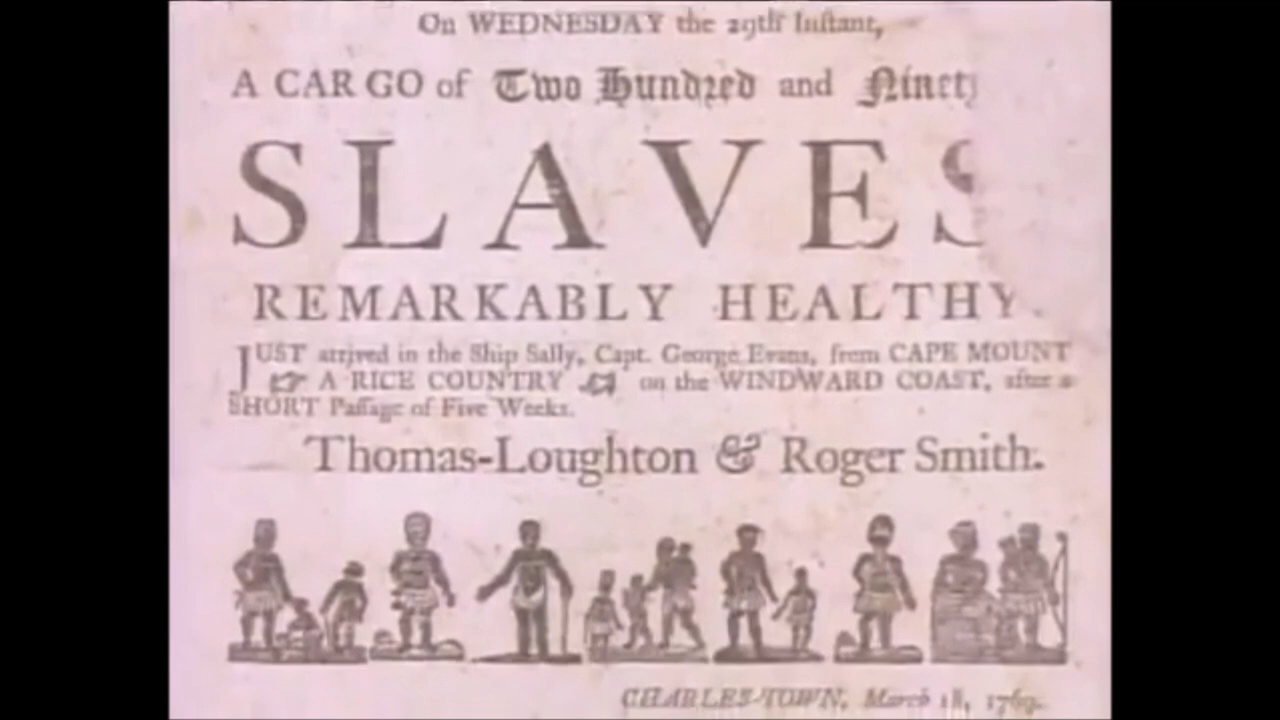 On WEDNESDAY the 29th Inſtant,
A CARGO of Two Hundred and Ninety
SLAVES
REMARKABLY HEALTHY.
JUST arrived in the Ship Sally, Capt. George Evans, from CAPE MOUNT
A RICE COUNTRY on the WINDWARD COAST, after a
SHORT Paſſage of Five Weeks.
Thomas-Loughton & Roger Smith.
CHARLES-TOWN, March 18, 1769.